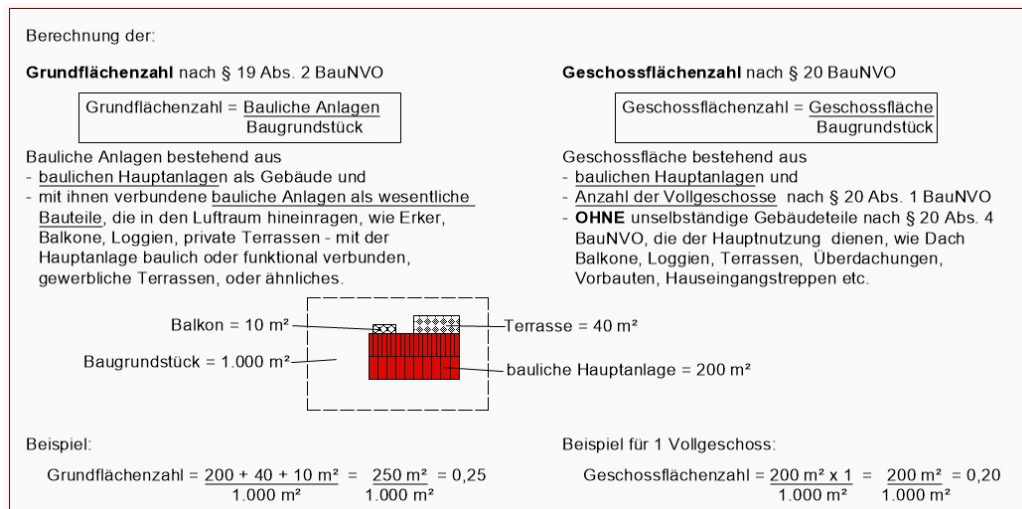 Berechnung der:
Grundflächenzahl nach § 19 Abs. 2 BauNVO
Grundflächenzahl = Bauliche Anlagen
Baugrundstück
Bauliche Anlagen bestehend aus
- baulichen Hauptanlagen als Gebäude und
- mit ihnen verbundene bauliche Anlagen als wesentliche
Bauteile, die in den Luftraum hineinragen, wie Erker,
Balkone, Loggien, private Terrassen - mit der
Hauptanlage baulich oder funktional verbunden,
gewerbliche Terrassen, oder ähnliches.
Geschossflächenzahl nach § 20 BauNVO
Geschossflächenzahl = Geschossfläche
Baugrundstück
Geschossfläche bestehend aus
- baulichen Hauptanlagen und
- Anzahl der Vollgeschosse nach § 20 Abs. 1 BauNVO
- OHNE unselbständige Gebäudeteile nach § 20 Abs. 4
BauNVO, die der Hauptnutzung dienen, wie Dach
Balkone, Loggien, Terrassen, Überdachungen,
Vorbauten, Hauseingangstreppen etc.
Balkon = 10 m²
Terrasse = 40 m²
Baugrundstück = 1.000 m²
bauliche Hauptanlage = 200 m²
Beispiel:
Grundflächenzahl = 200 + 40 + 10 m² = 250 m² = 0,25
1.000 m² 1.000 m²
Beispiel für 1 Vollgeschoss:
Geschossflächenzahl = 200 m² x 1 = 200 m² = 0,20
1.000 m² 1.000 m²